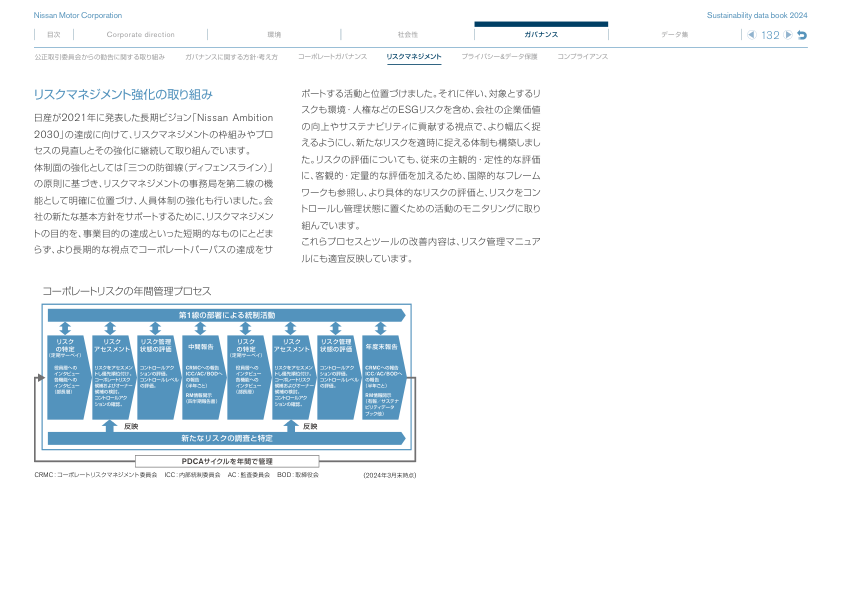 Nissan Motor Corporation
Sustainability data book 2024
目次
Corporate direction
環境
社会性
ガバナンス
データ集
132
公正取引委員会からの勧告に関する取り組み
ガバナンスに関する方針・考え方
コーポレートガバナンス
リスクマネジメント
プライバシー&データ保護
コンプライアンス
リスクマネジメント強化の取り組み
日産が2021年に発表した長期ビジョン「Nissan Ambition
2030」の達成に向けて、リスクマネジメントの枠組みやプロ
セスの見直しとその強化に継続して取り組んでいます。
体制面の強化としては「三つの防御線（ディフェンスライン）」
の原則に基づき、リスクマネジメントの事務局を第二線の機
能として明確に位置づけ、人員体制の強化も行いました。会
社の新たな基本方針をサポートするために、リスクマネジメン
トの目的を、事業目的の達成といった短期的なものにとどま
らず、より長期的な視点でコーポレートパーパスの達成をサ
ポートする活動と位置づけました。それに伴い、対象とするリ
スクも環境・人権などのESGリスクを含め、会社の企業価値
の向上やサステナビリティに貢献する視点で、より幅広く捉
えるようにし、新たなリスクを適時に捉える体制も構築しまし
た。リスクの評価についても、従来の主観的・定性的な評価
に、客観的・定量的な評価を加えるため、国際的なフレーム
ワークも参照し、より具体的なリスクの評価と、リスクをコン
トロールし管理状態に置くための活動のモニタリングに取り
組んでいます。
これらプロセスとツールの改善内容は、リスク管理マニュア
ルにも適宜反映しています。
コーポレートリスクの年間管理プロセス
第1線の部署による統制活動
リスク
の特定
（定期サーベイ）
役員層への
インタビュー
各機能への
インタビュー
（部長層）
リスク
アセスメント
リスクをアセスメン
トし優先順位付け。
コーポレートリスク
候補およびオーナー
候補の検討。
コントロールアク
ションの確認。
リスク管理
状態の評価
コントロールアク
ションの評価。
コントロールレベル
の評価。
中間報告
CRMCへの報告
ICC/AC/BODへ
の報告
（半年ごと）
RM情報開示
リスク
の特定
（定期サーベイ）
役員層への
インタビュー
各機能への
インタビュー
（部長層）
リスク
アセスメント
リスクをアセスメン
トし優先順位付け。
コーポレートリスク
候補およびオーナー
候補の検討。
コントロールアク
ションの確認。
リスク管理
状態の評価
コントロールアク
ションの評価。
コントロールレベル
の評価。
年度末報告
CRMCへの報告
ICC・AC/BODへ
の報告
（半年ごと）
RM情報開示
（有報・サステナ
ビリティデータ
ブック他）
反映
反映
新たなリスクの調査と特定
PDCAサイクルを年間で管理
CRMC：コーポレートリスクマネジメント委員会　ICC：内部統制委員会　AC：監査委員会　BOD：取締役会
（2024年3月末時点）